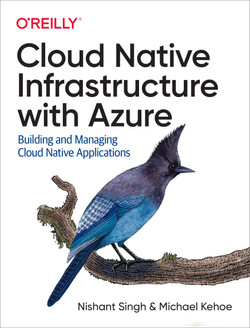 O'REILLY®
Cloud Native
Infrastructure
with Azure
Building and Managing
Cloud Native Applications
Nishant Singh & Michael Kehoe